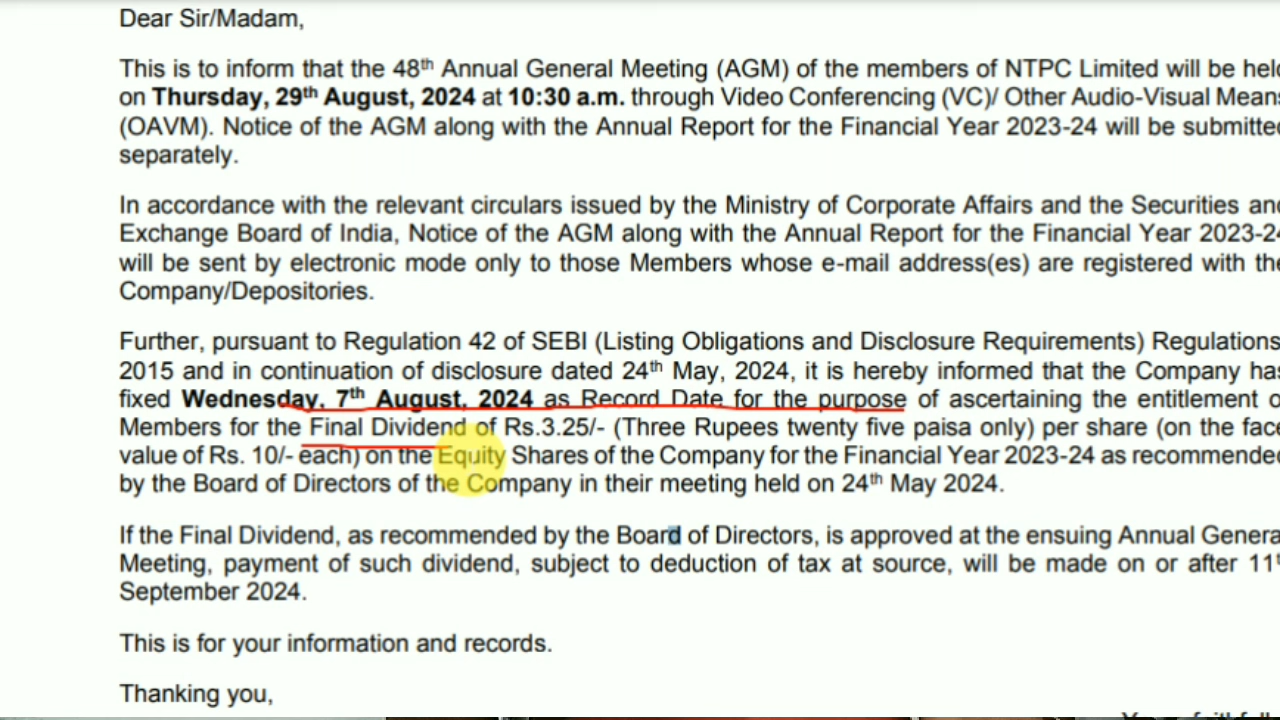 Dear Sir/Madam,
This is to inform that the 48th Annual General Meeting (AGM) of the members of NTPC Limited will be held
on Thursday, 29th August, 2024 at 10:30 a.m. through Video Conferencing (VC)/ Other Audio-Visual Means
(OAVM). Notice of the AGM along with the Annual Report for the Financial Year 2023-24 will be submitted
separately.
In accordance with the relevant circulars issued by the Ministry of Corporate Affairs and the Securities and
Exchange Board of India, Notice of the AGM along with the Annual Report for the Financial Year 2023-24
will be sent by electronic mode only to those Members whose e-mail address(es) are registered with the
Company/Depositories.
Further, pursuant to Regulation 42 of SEBI (Listing Obligations and Disclosure Requirements) Regulations
2015 and in continuation of disclosure dated 24th May, 2024, it is hereby informed that the Company has
fixed Wednesday, 7th August, 2024 as Record Date for the purpose of ascertaining the entitlement o
Members for the Final Dividend of Rs.3.25/- (Three Rupees twenty five paisa only) per share (on the face
value of Rs. 10/- each) on the Equity Shares of the Company for the Financial Year 2023-24 as recommended
by the Board of Directors of the Company in their meeting held on 24th May 2024.
If the Final Dividend, as recommended by the Board of Directors, is approved at the ensuing Annual Genera
Meeting, payment of such dividend, subject to deduction of tax at source, will be made on or after 11t
September 2024.
This is for your information and records.
Thanking you,